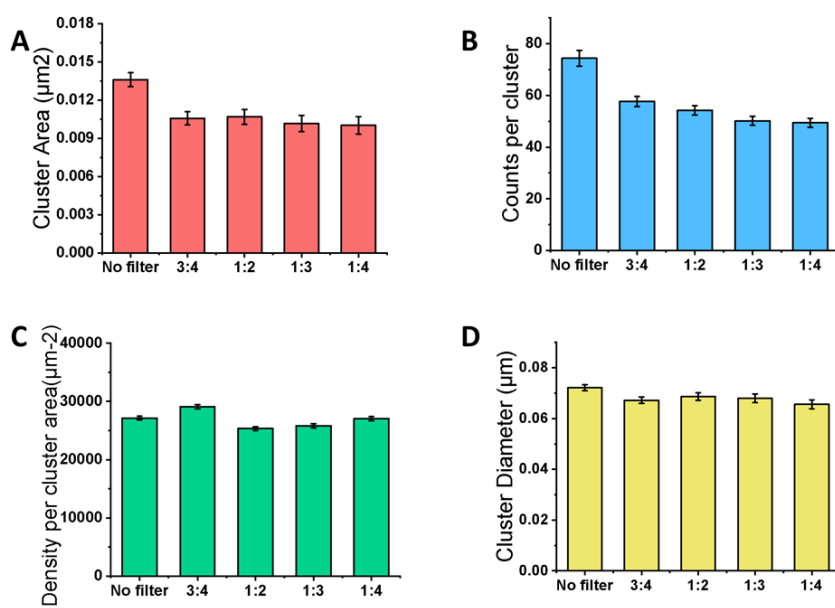 A
Cluster Area (μm2)
0.018
0.015
0.012
0.009
0.006
0.003
0.000
No filter 3:4 1:2 1:3 1:4
B
Counts per cluster
80
60
40
20
0
No filter 3:4 1:2 1:3 1:4
C
Density per cluster area(μm-2)
40000
30000
20000
10000
0
No filter 3:4 1:2 1:3 1:4
D
Cluster Diameter (μm)
0.08
0.06
0.04
0.02
0.00
No filter 3:4 1:2 1:3 1:4